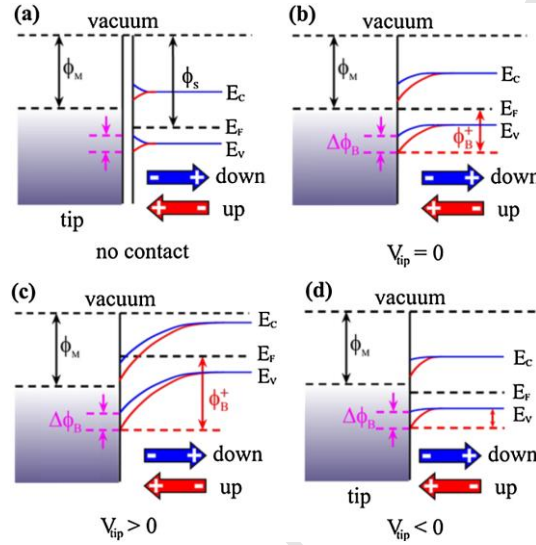 (a)
vacuum
ϕM
ϕS
EC
EF
EV
ΔϕB
down
up
tip
no contact
(b)
vacuum
ϕM
EC
EF
EV
ΔϕB
ϕB+
down
up
Vtip = 0
(c)
vacuum
ϕM
EC
EF
EV
ΔϕB
ϕB+
down
up
Vtip > 0
(d)
vacuum
ϕM
EC
EF
EV
ΔϕB
down
up
tip
Vtip < 0